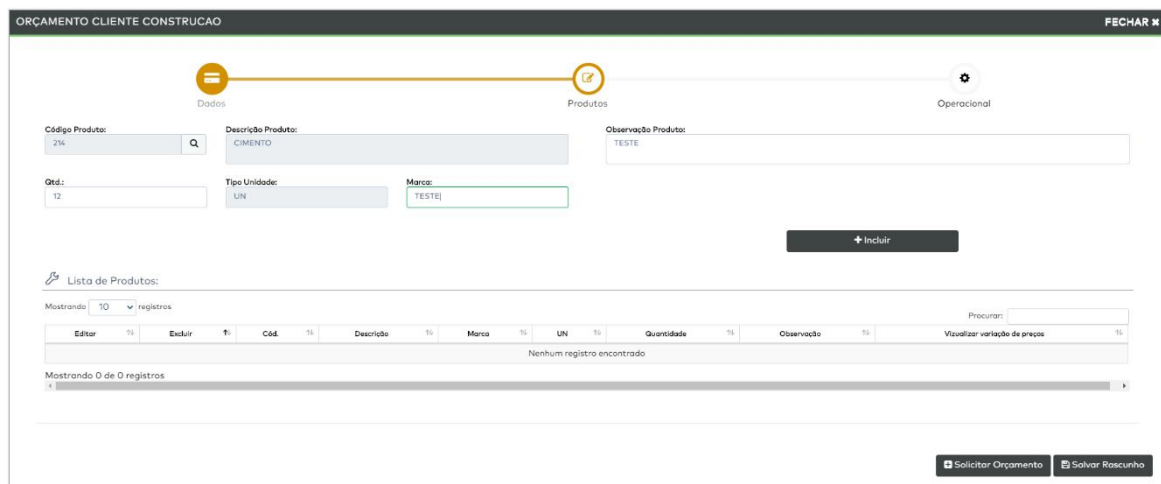 ORÇAMENTO CLIENTE CONSTRUCAO FECHAR ✖
Dados Produtos Operacional
Código Produto: Descrição Produto: Observação Produto:
214 CIMENTO TESTE
Qtd.: Tipo Unidade: Marca:
12 UN TESTE
+ Incluir
Lista de Produtos:
Mostrando 10 registros
Procurar:
Editar Excluir Cód. Descrição Marca UN Quantidade Observação Vizualizar variação de preços
Nenhum registro encontrado
Mostrando 0 de 0 registros
Solicitar Orçamento Salvar Rascunho